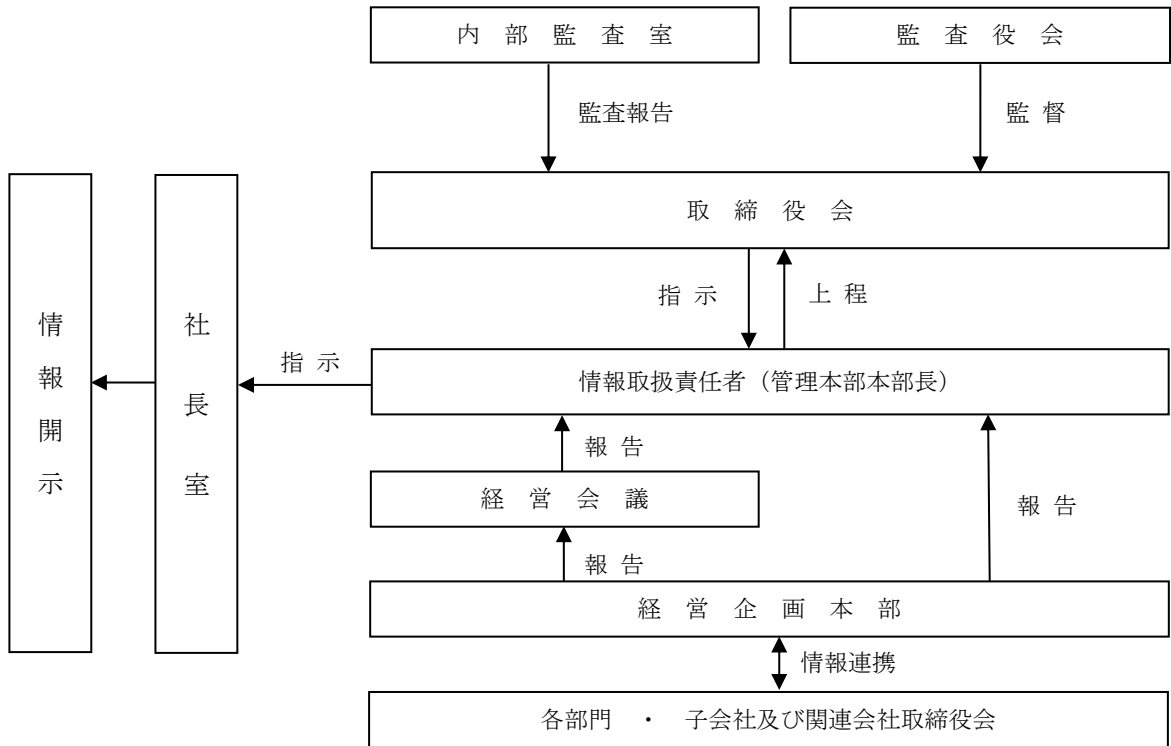 内部監査室
監査役会
監査報告
監督
取締役会
指示
上程
情報開示
社長室
指示
情報取扱責任者（管理本部本部長）
報告
経営会議
報告
報告
経営企画本部
情報連携
各部門 ・ 子会社及び関連会社取締役会